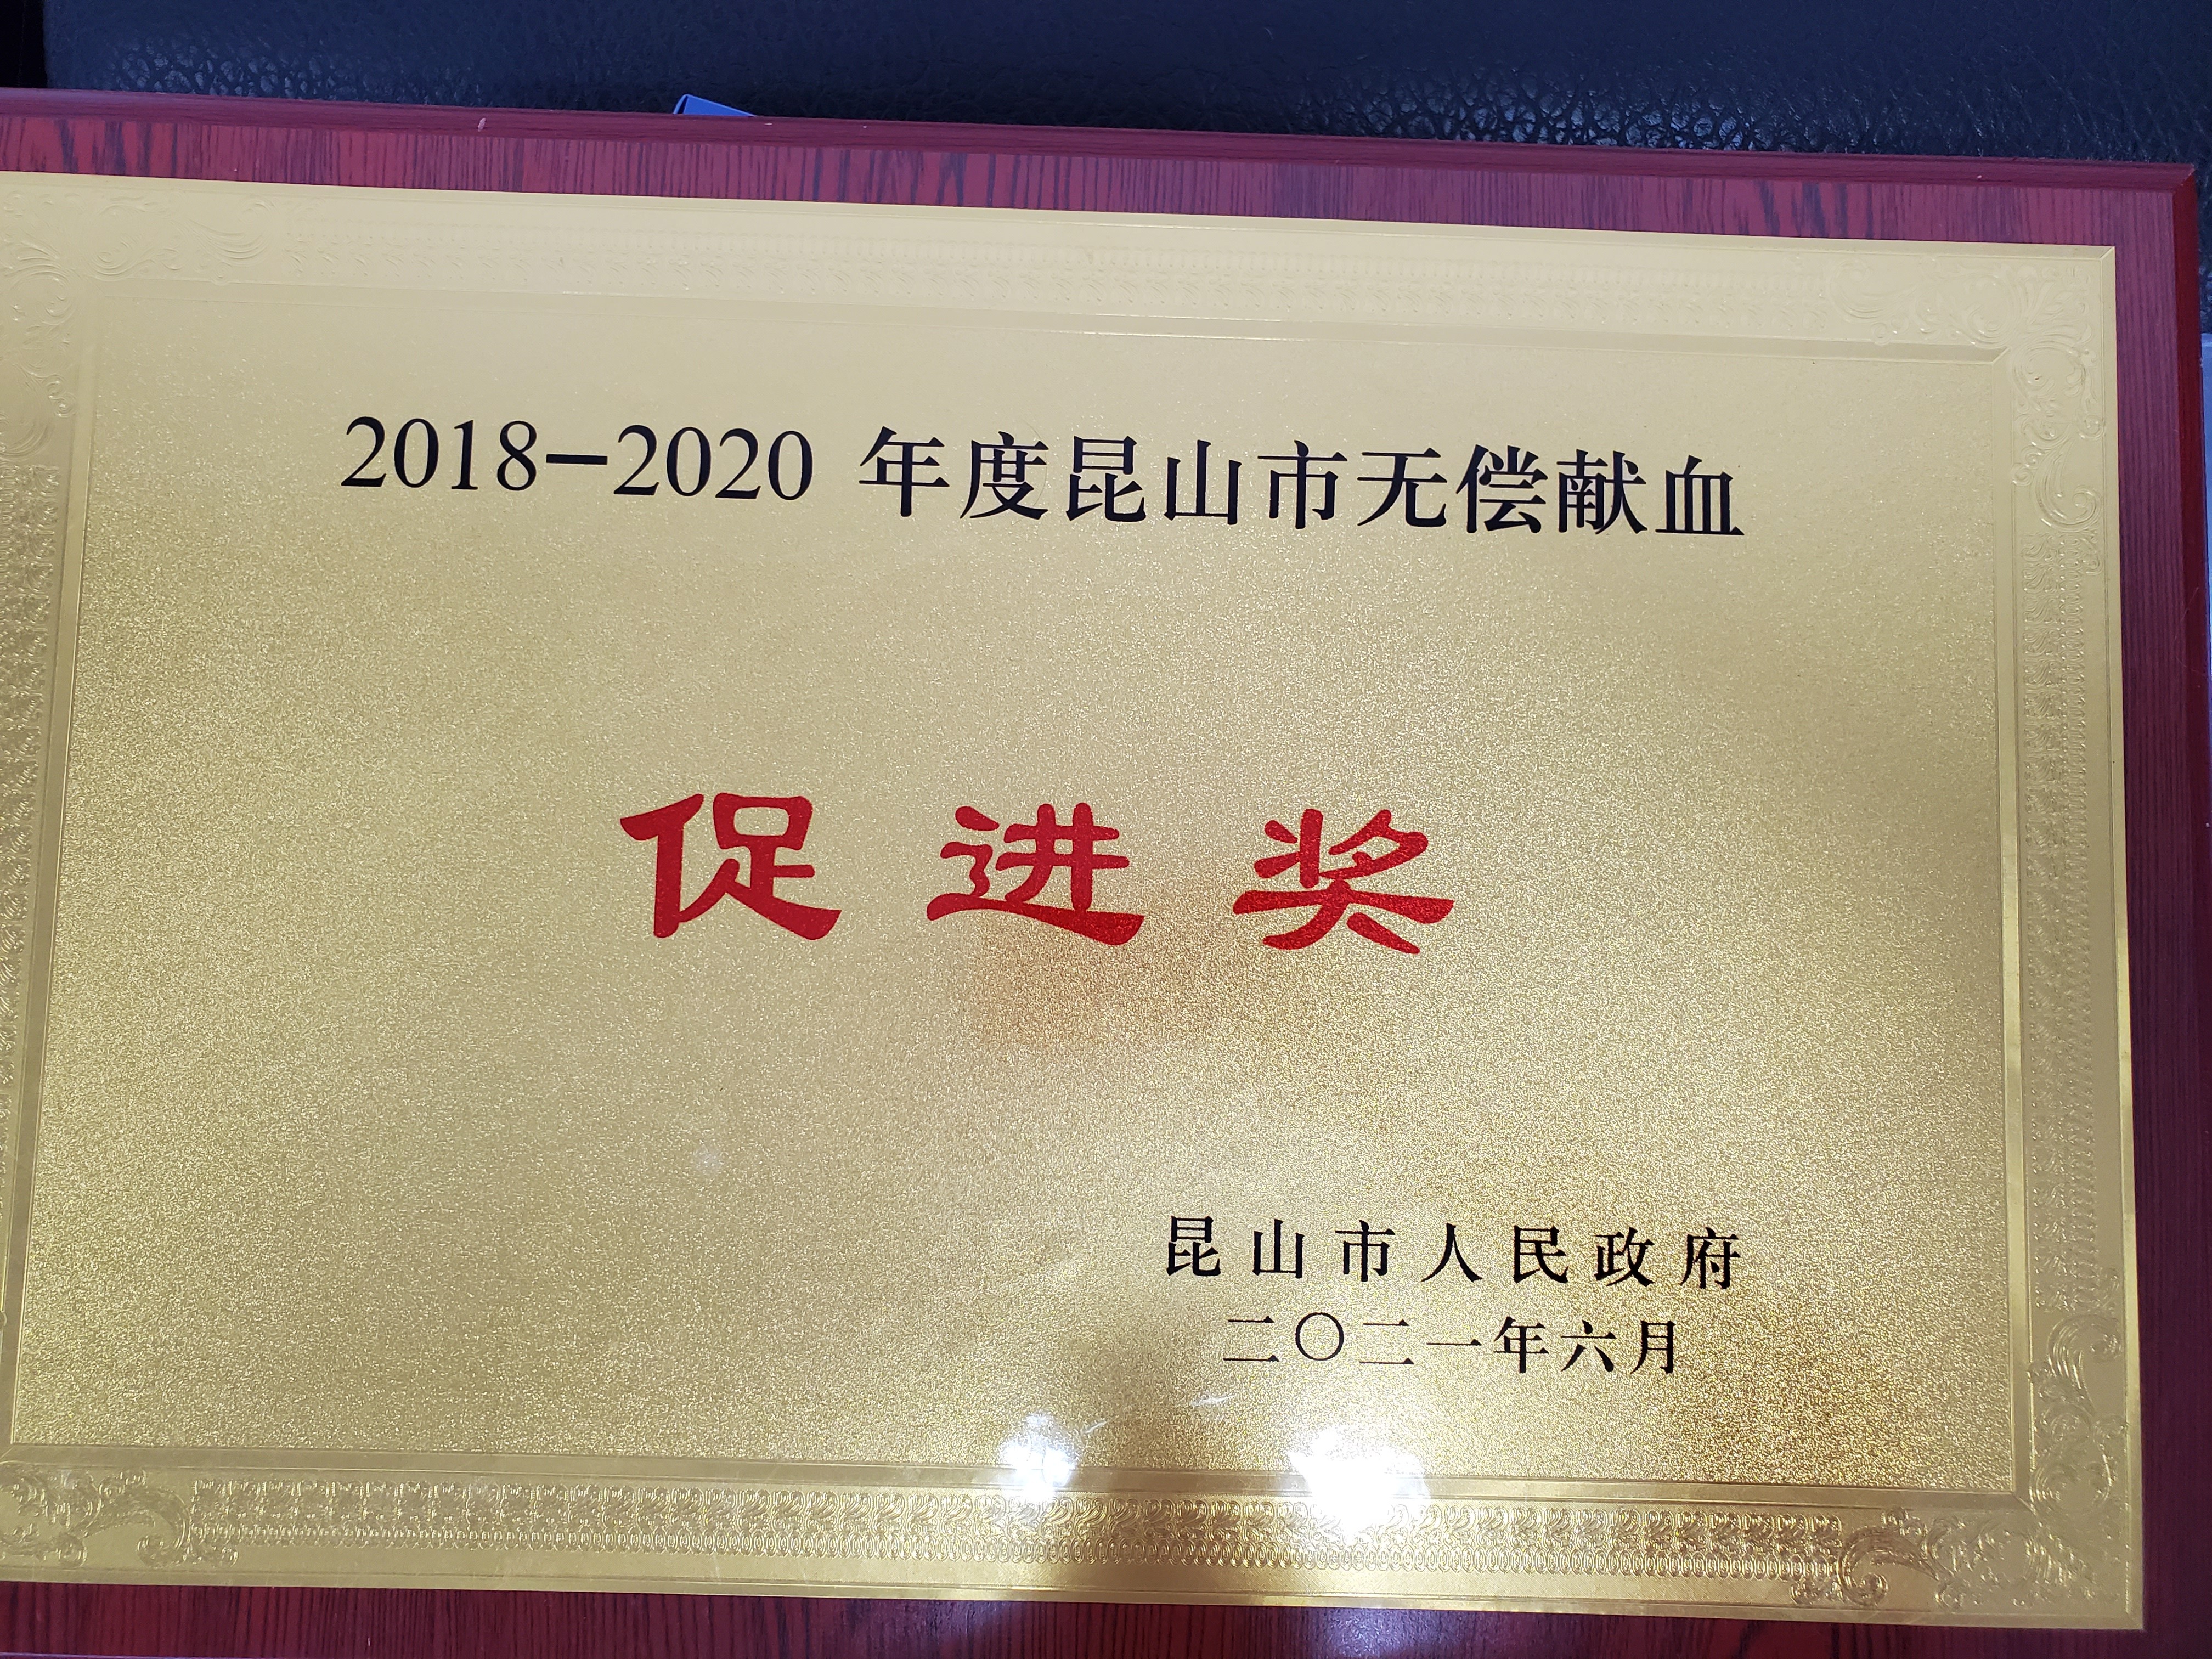 2018-2020 年度昆山市无偿献血
促进奖
昆山市人民政府
二〇二一年六月